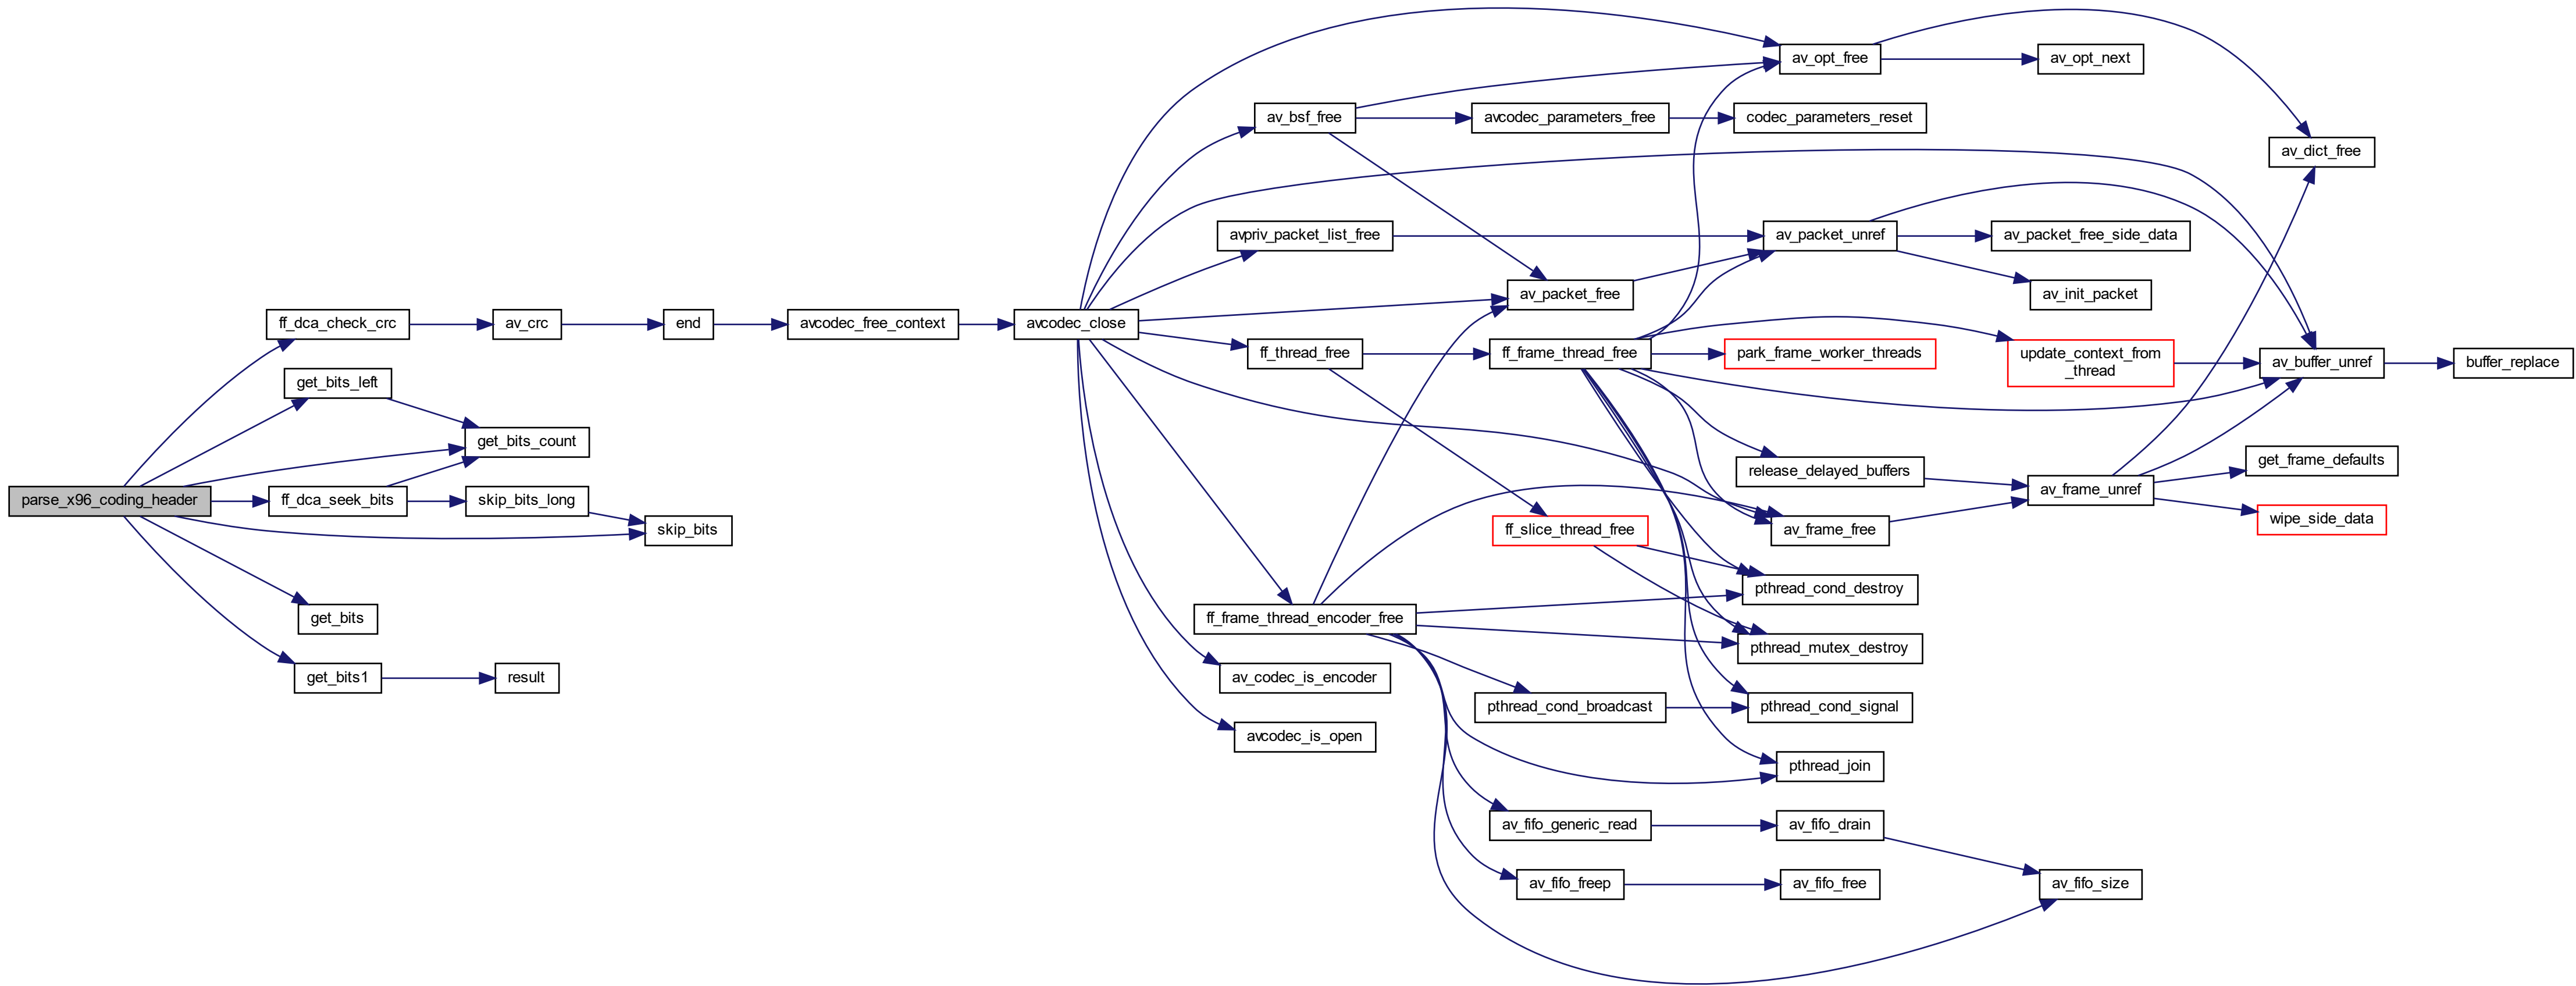 parse_x96_coding_header
ff_dca_check_crc
get_bits_left
ff_dca_seek_bits
get_bits
get_bits1
av_crc
get_bits_count
skip_bits_long
result
end
skip_bits
avcodec_free_context
avcodec_close
av_bsf_free
avpriv_packet_list_free
ff_thread_free
ff_frame_thread_encoder_free
av_codec_is_encoder
avcodec_is_open
avcodec_parameters_free
av_packet_free
ff_frame_thread_free
ff_slice_thread_free
pthread_cond_broadcast
av_fifo_generic_read
av_fifo_freep
av_opt_free
codec_parameters_reset
av_packet_unref
park_frame_worker_threads
release_delayed_buffers
av_frame_free
pthread_cond_destroy
pthread_mutex_destroy
pthread_cond_signal
pthread_join
av_fifo_drain
av_fifo_free
av_opt_next
av_packet_free_side_data
av_init_packet
update_context_from
_thread
av_frame_unref
av_fifo_size
av_dict_free
av_buffer_unref
get_frame_defaults
wipe_side_data
buffer_replace